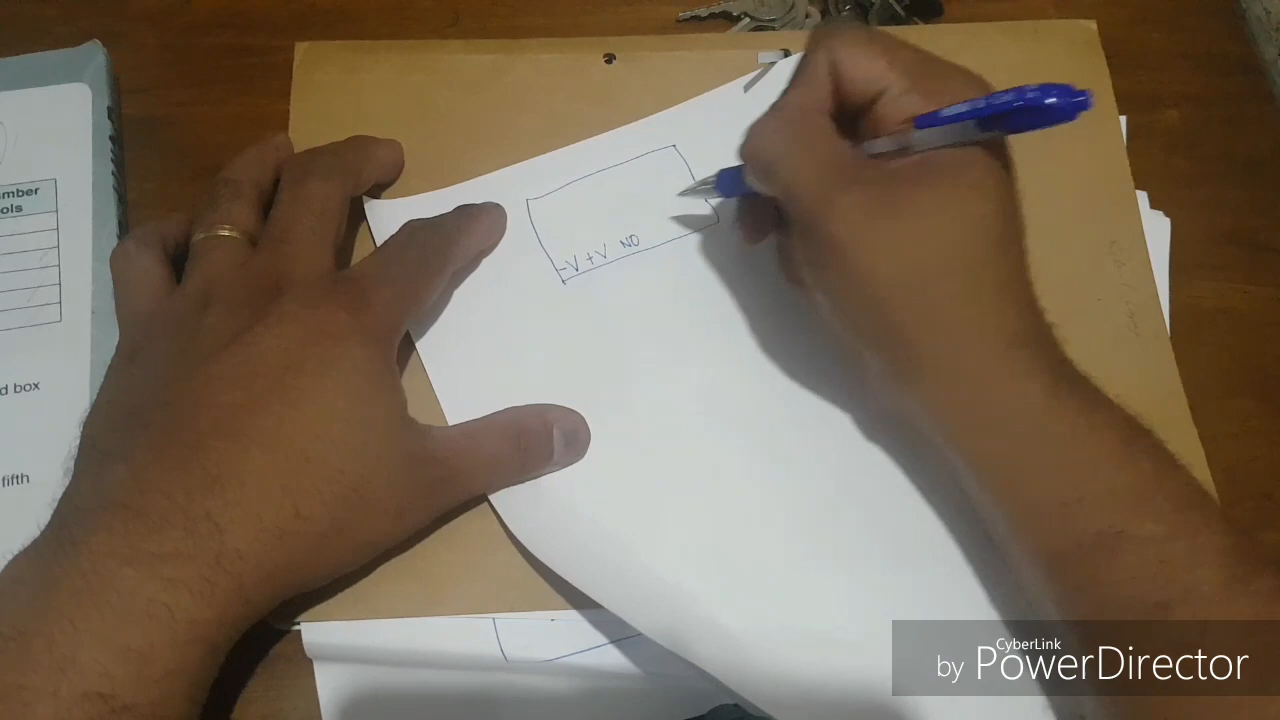 umber
ols
d box
fifth
-V +V NO
CyberLink
by PowerDirector